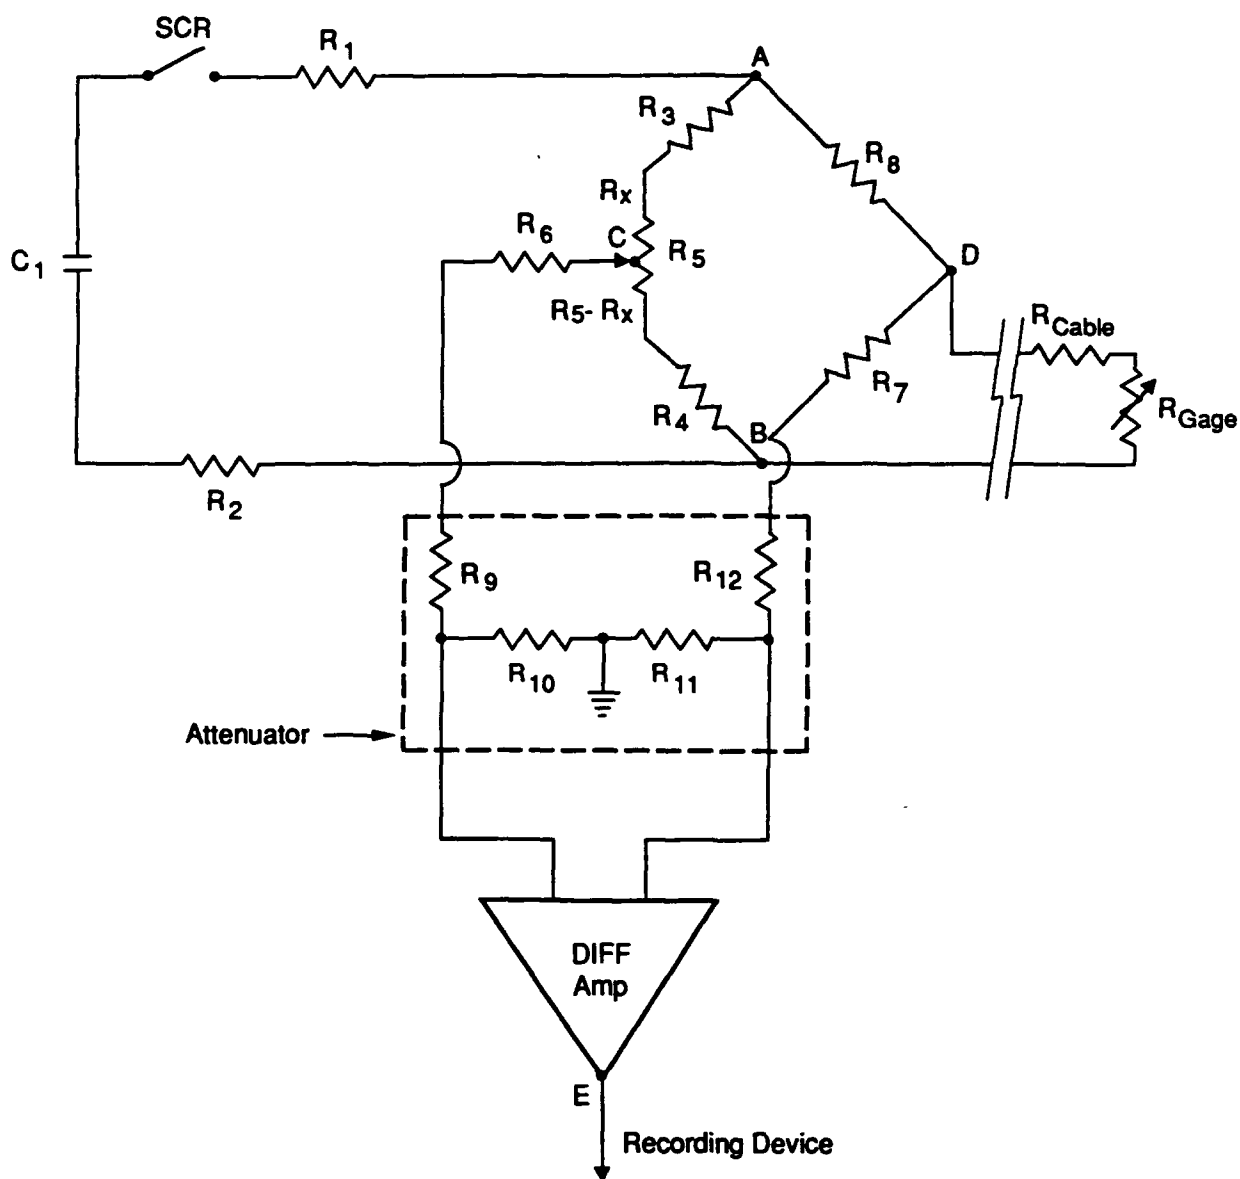 SCR
R1
A
R3
R8
Rx
R6
C
R5
D
C1
R5- Rx
RCable
R7
RGage
R4
B
R2
R9
R12
R10
R11
Attenuator
DIFF
Amp
E
Recording Device